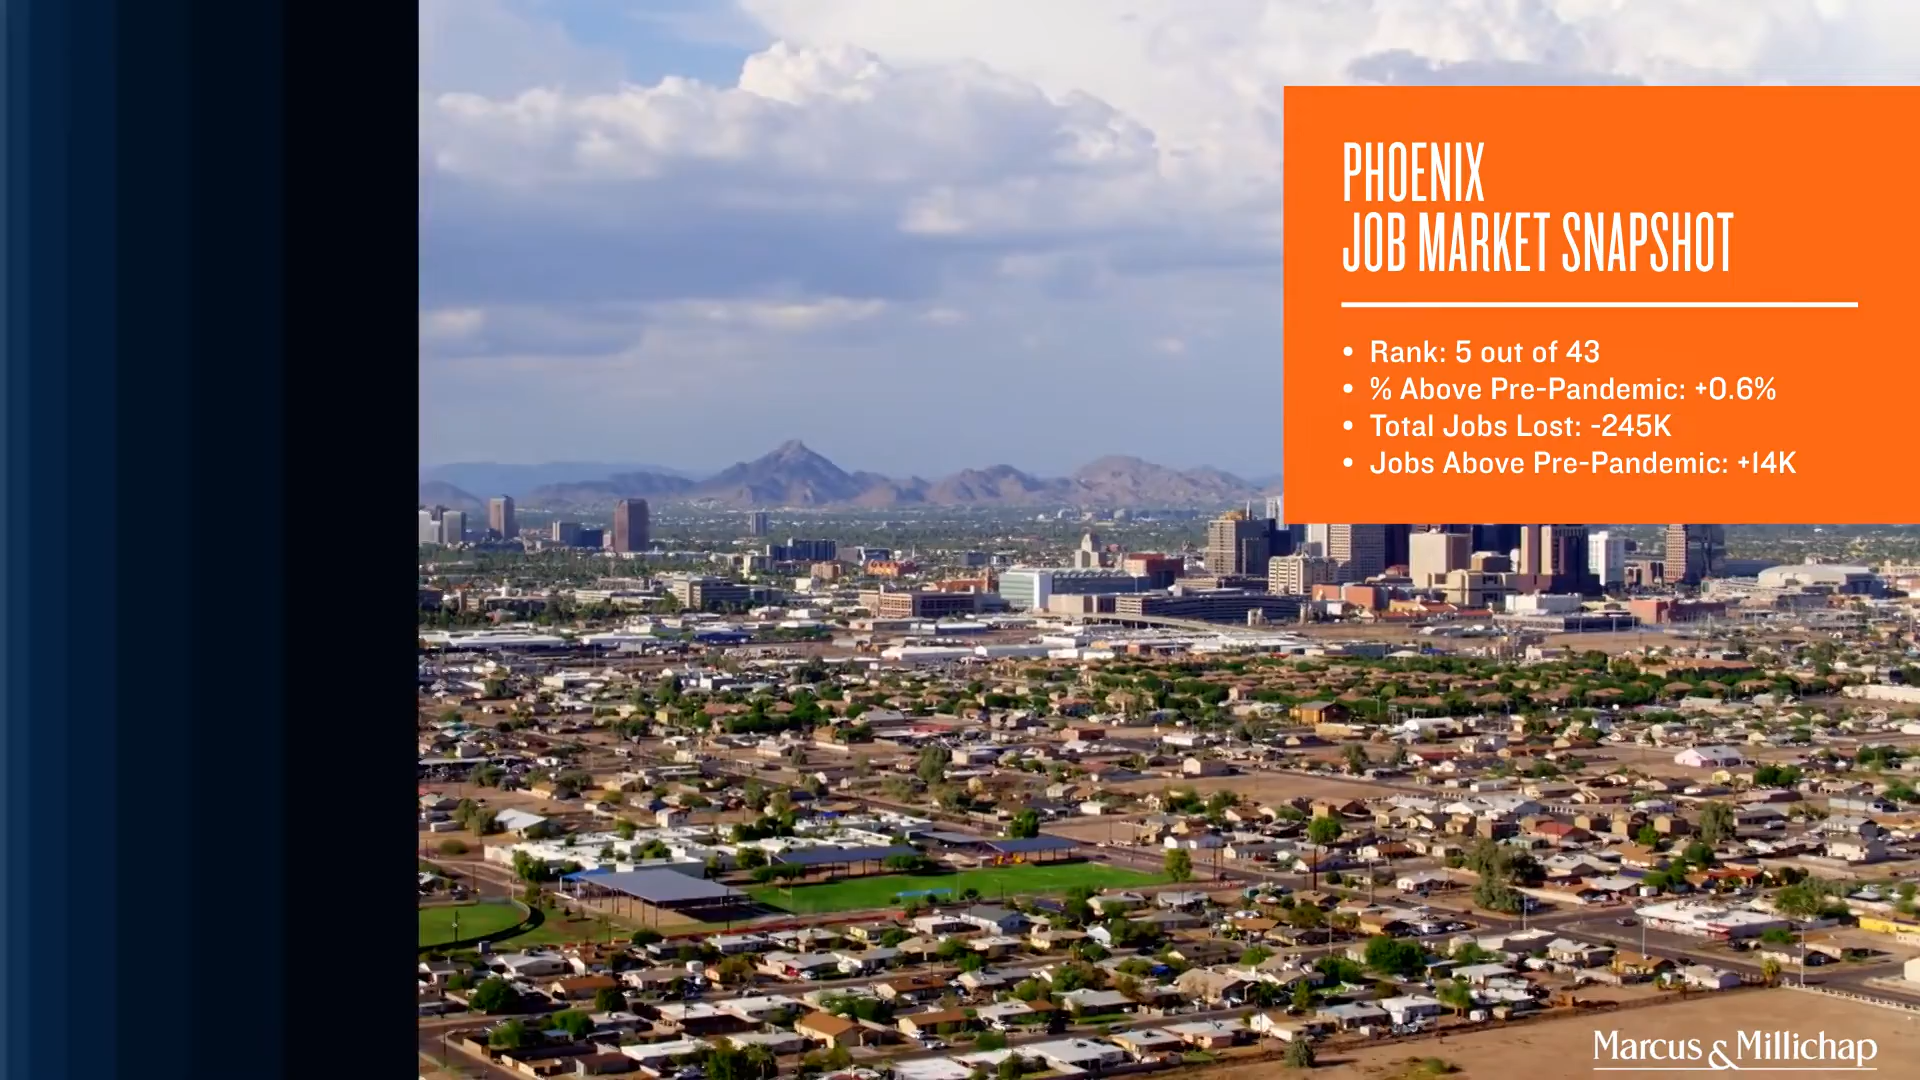 PHOENIX
JOB MARKET SNAPSHOT
• Rank: 5 out of 43
• % Above Pre-Pandemic: +0.6%
• Total Jobs Lost: -245K
• Jobs Above Pre-Pandemic: +14K
Marcus & Millichap